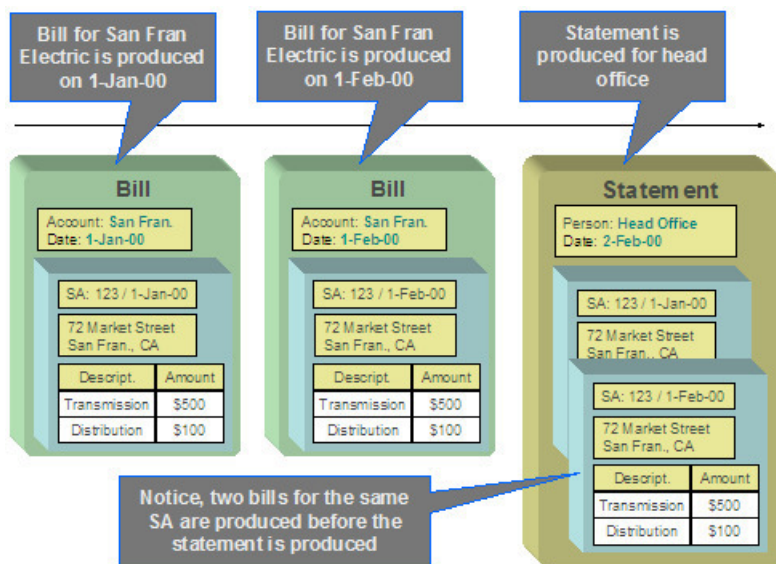 Bill for San Fran
Electric is produced
on 1-Jan-00
Bill for San Fran
Electric is produced
on 1-Feb-00
Statement is
produced for head
office
Bill
Account: San Fran.
Date: 1-Jan-00
SA: 123 / 1-Jan-00
72 Market Street
San Fran., CA
Descript. Amount
Transmission $500
Distribution $100
Bill
Account: San Fran.
Date: 1-Feb-00
SA: 123 / 1-Feb-00
72 Market Street
San Fran., CA
Descript. Amount
Transmission $500
Distribution $100
Statement
Person: Head Office
Date: 2-Feb-00
SA: 123 / 1-Jan-00
72 Market Street
San Fran., CA
SA: 123 / 1-Feb-00
72 Market Street
San Fran., CA
Descript. Amount
Transmission $500
Distribution $100
Notice, two bills for the same
SA are produced before the
statement is produced